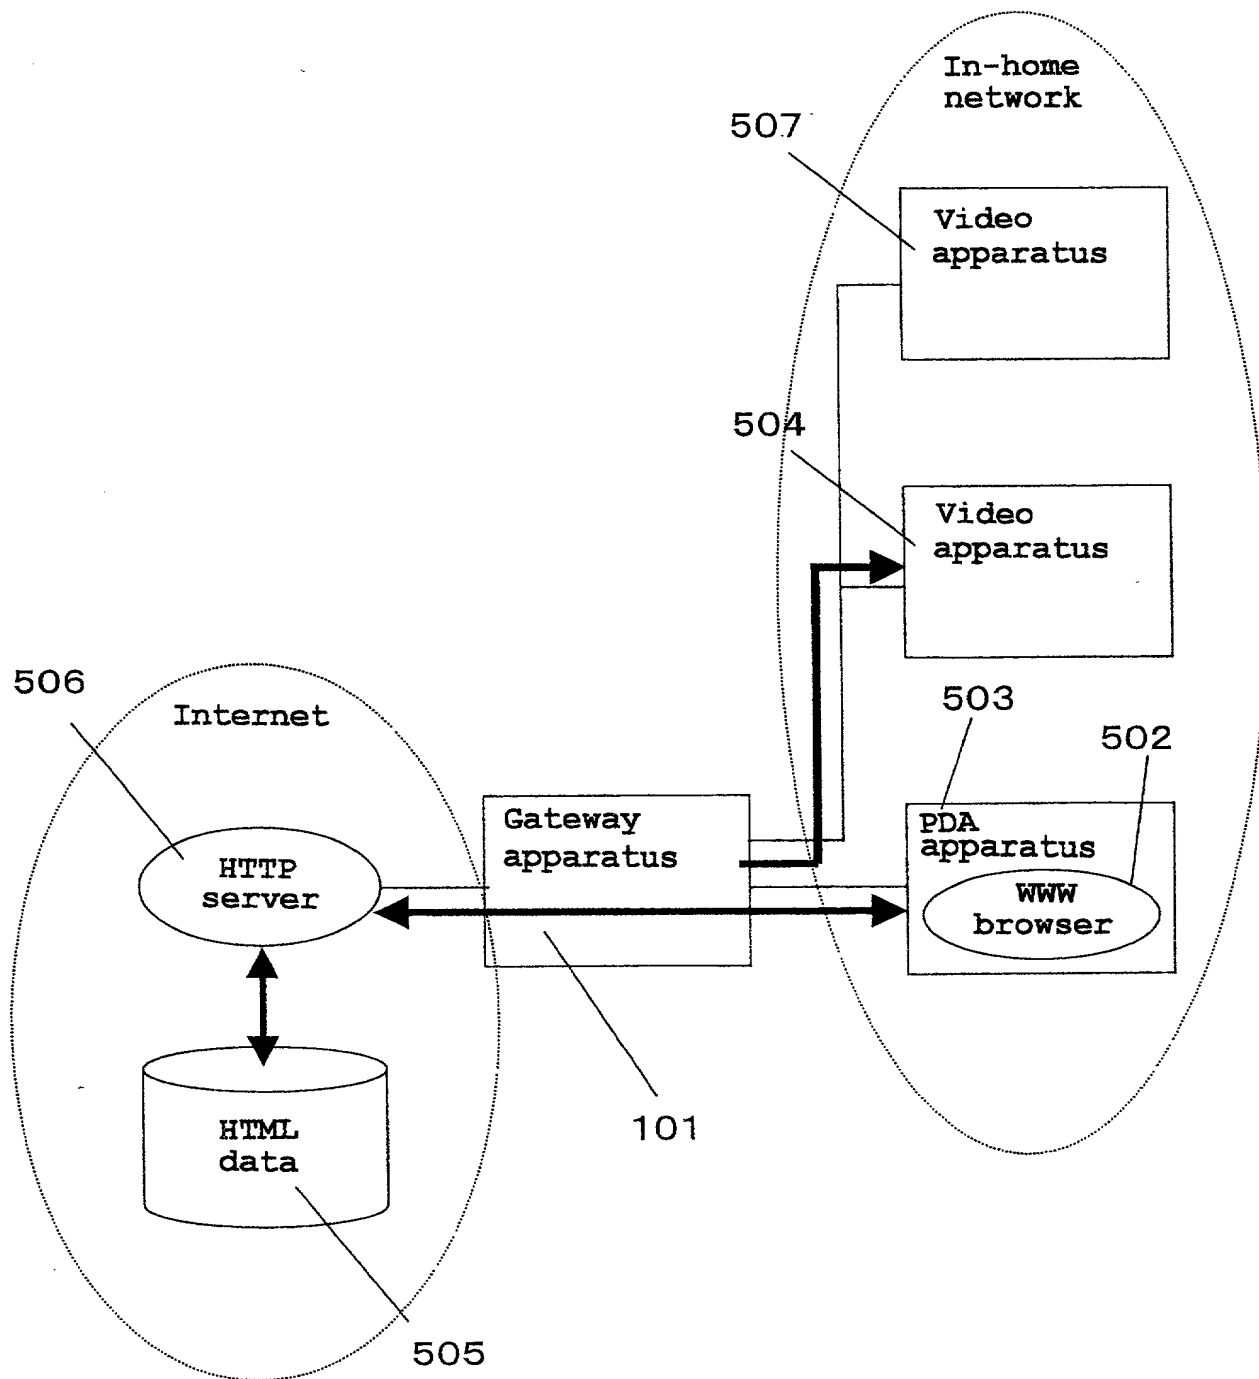 In-home
network
507
Video
apparatus
504
Video
apparatus
506
Internet
503
502
Gateway
apparatus
PDA
apparatus
HTTP
server
WWW
browser
101
HTML
data
505